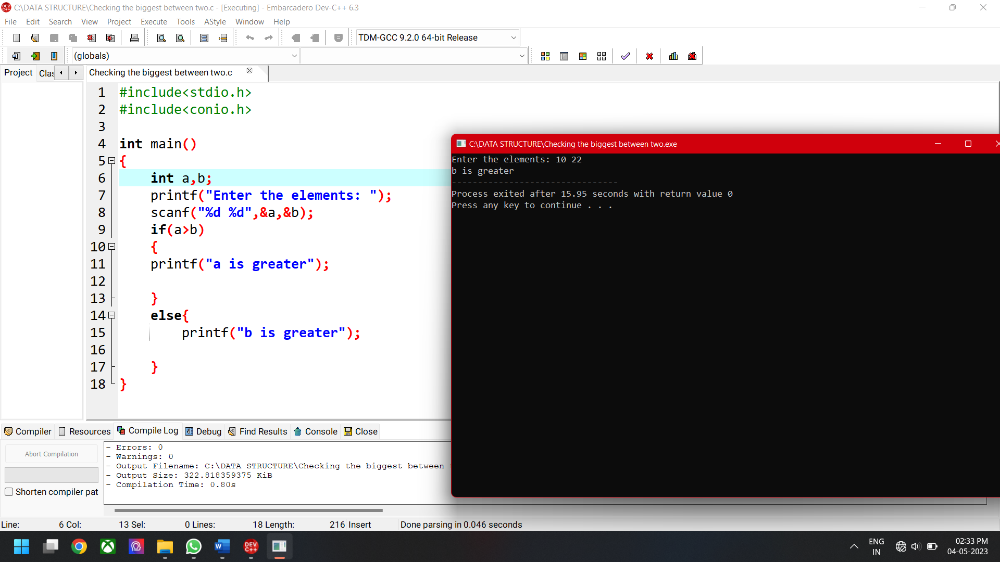 C:\DATA STRUCTURE\Checking the biggest between two.c - [Executing] - Embarcadero Dev-C++ 6.3
File Edit Search View Project Execute Tools AStyle Window Help
TDM-GCC 9.2.0 64-bit Release
(globals)
Project Clas
Checking the biggest between two.c
1 #include<stdio.h>
2 #include<conio.h>
3
4 int main()
5 {
6 int a,b;
7 printf("Enter the elements: ");
8 scanf("%d %d",&a,&b);
9 if(a>b)
10 {
11 printf("a is greater");
12
13 }
14 else{
15 printf("b is greater");
16
17 }
18 }
C:\DATA STRUCTURE\Checking the biggest between two.exe
Enter the elements: 10 22
b is greater
--------------------------------
Process exited after 15.95 seconds with return value 0
Press any key to continue . . .
Compiler Resources Compile Log Debug Find Results Console Close
Abort Compilation
Shorten compiler pat
- Errors: 0
- Warnings: 0
- Output Filename: C:\DATA STRUCTURE\Checking the biggest between
- Output Size: 322.818359375 KiB
- Compilation Time: 0.80s
Line: 6 Col: 13 Sel: 0 Lines: 18 Length: 216 Insert Done parsing in 0.046 seconds
DEV C++
ENG
IN
02:33 PM
04-05-2023